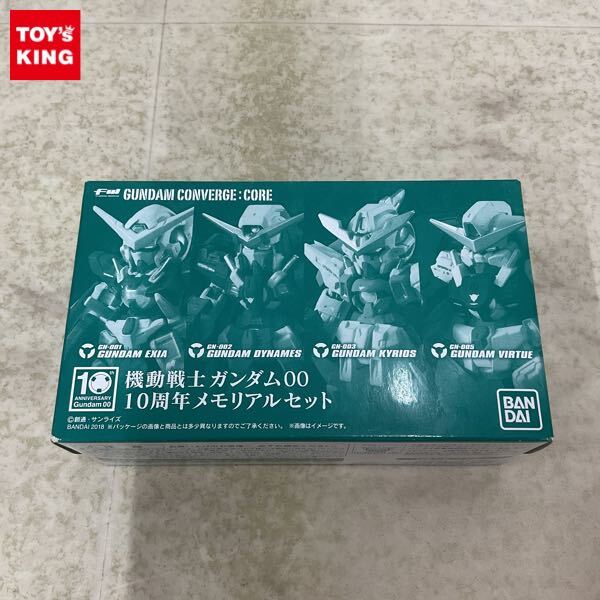 TOY's
KING
FW GUNDAM CONVERGE:CORE
GN-001
GUNDAM EXIA
GN-002
GUNDAM DYNAMES
GN-003
GUNDAM KYRIOS
GN-005
GUNDAM VIRTUE
10
ANNIVERSARY
Gundam 00
機動戦士ガンダム00
10周年メモリアルセット
BAN
DAI
©創通・サンライズ
BANDAI 2018 ※パッケージの画像と商品とは多少異なりますのでご了承ください。 ※画像はイメージです。